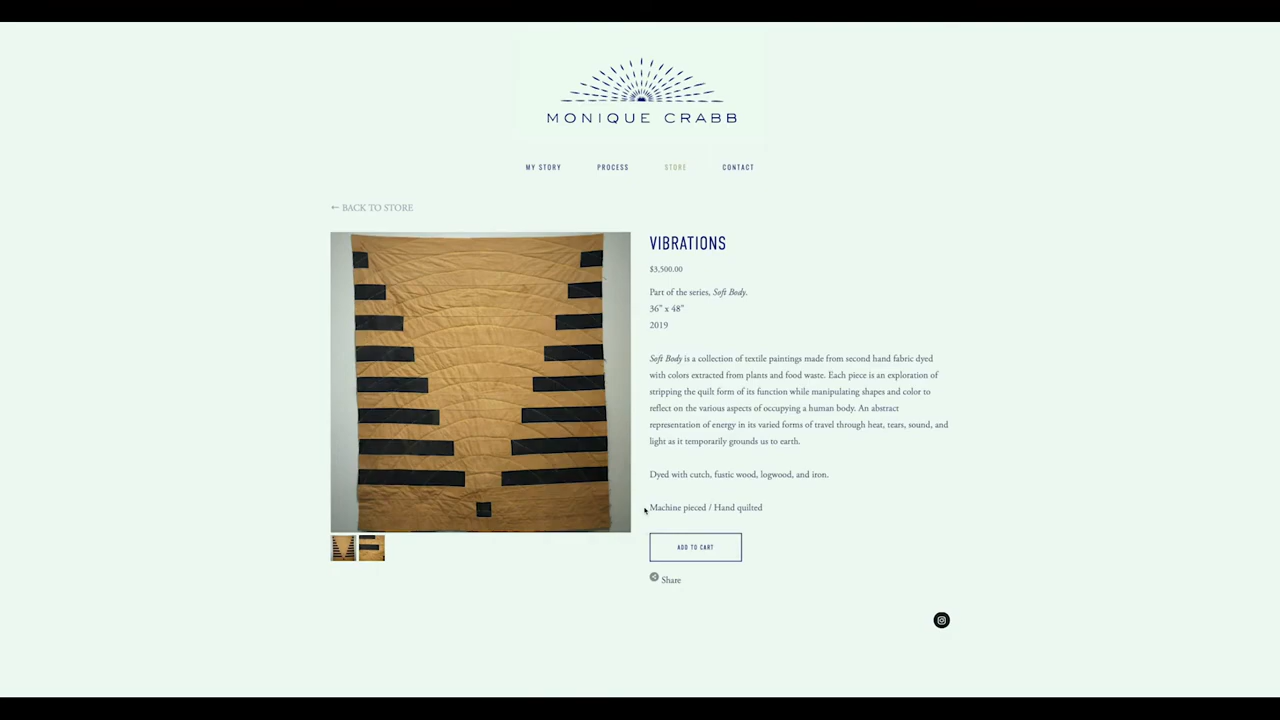 MONIQUE CRABB
MY STORY PROCESS STORE CONTACT
← BACK TO STORE
VIBRATIONS
$3,500.00
Part of the series, Soft Body.
36" x 48"
2019
Soft Body is a collection of textile paintings made from second hand fabric dyed
with colors extracted from plants and food waste. Each piece is an exploration of
stripping the quilt form of its function while manipulating shapes and color to
reflect on the various aspects of occupying a human body. An abstract
representation of energy in its varied forms of travel through heat, tears, sound, and
light as it temporarily grounds us to earth.
Dyed with cutch, fustic wood, logwood, and iron.
Machine pieced / Hand quilted
ADD TO CART
Share